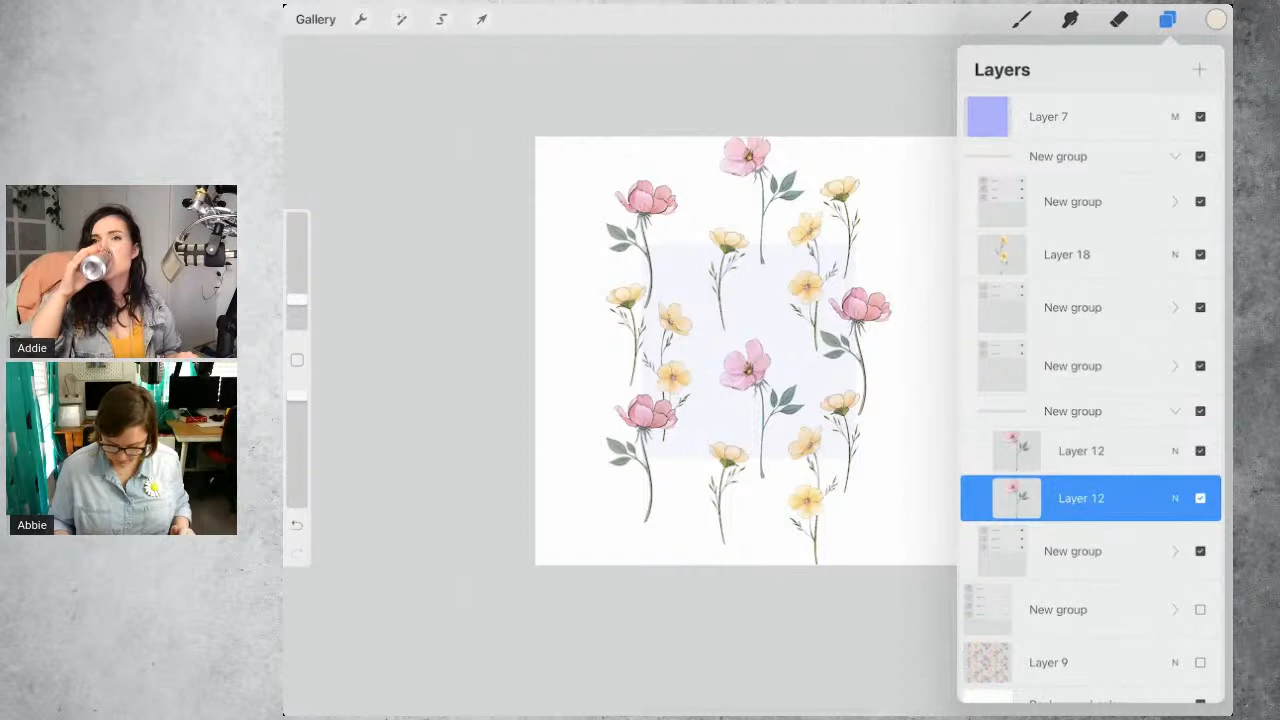 Gallery
Layers
Layer 7 M
New group
New group
Layer 18 N
New group
New group
New group
Layer 12 N
Layer 12 N
New group
New group
Layer 9 N
Addie
Abbie